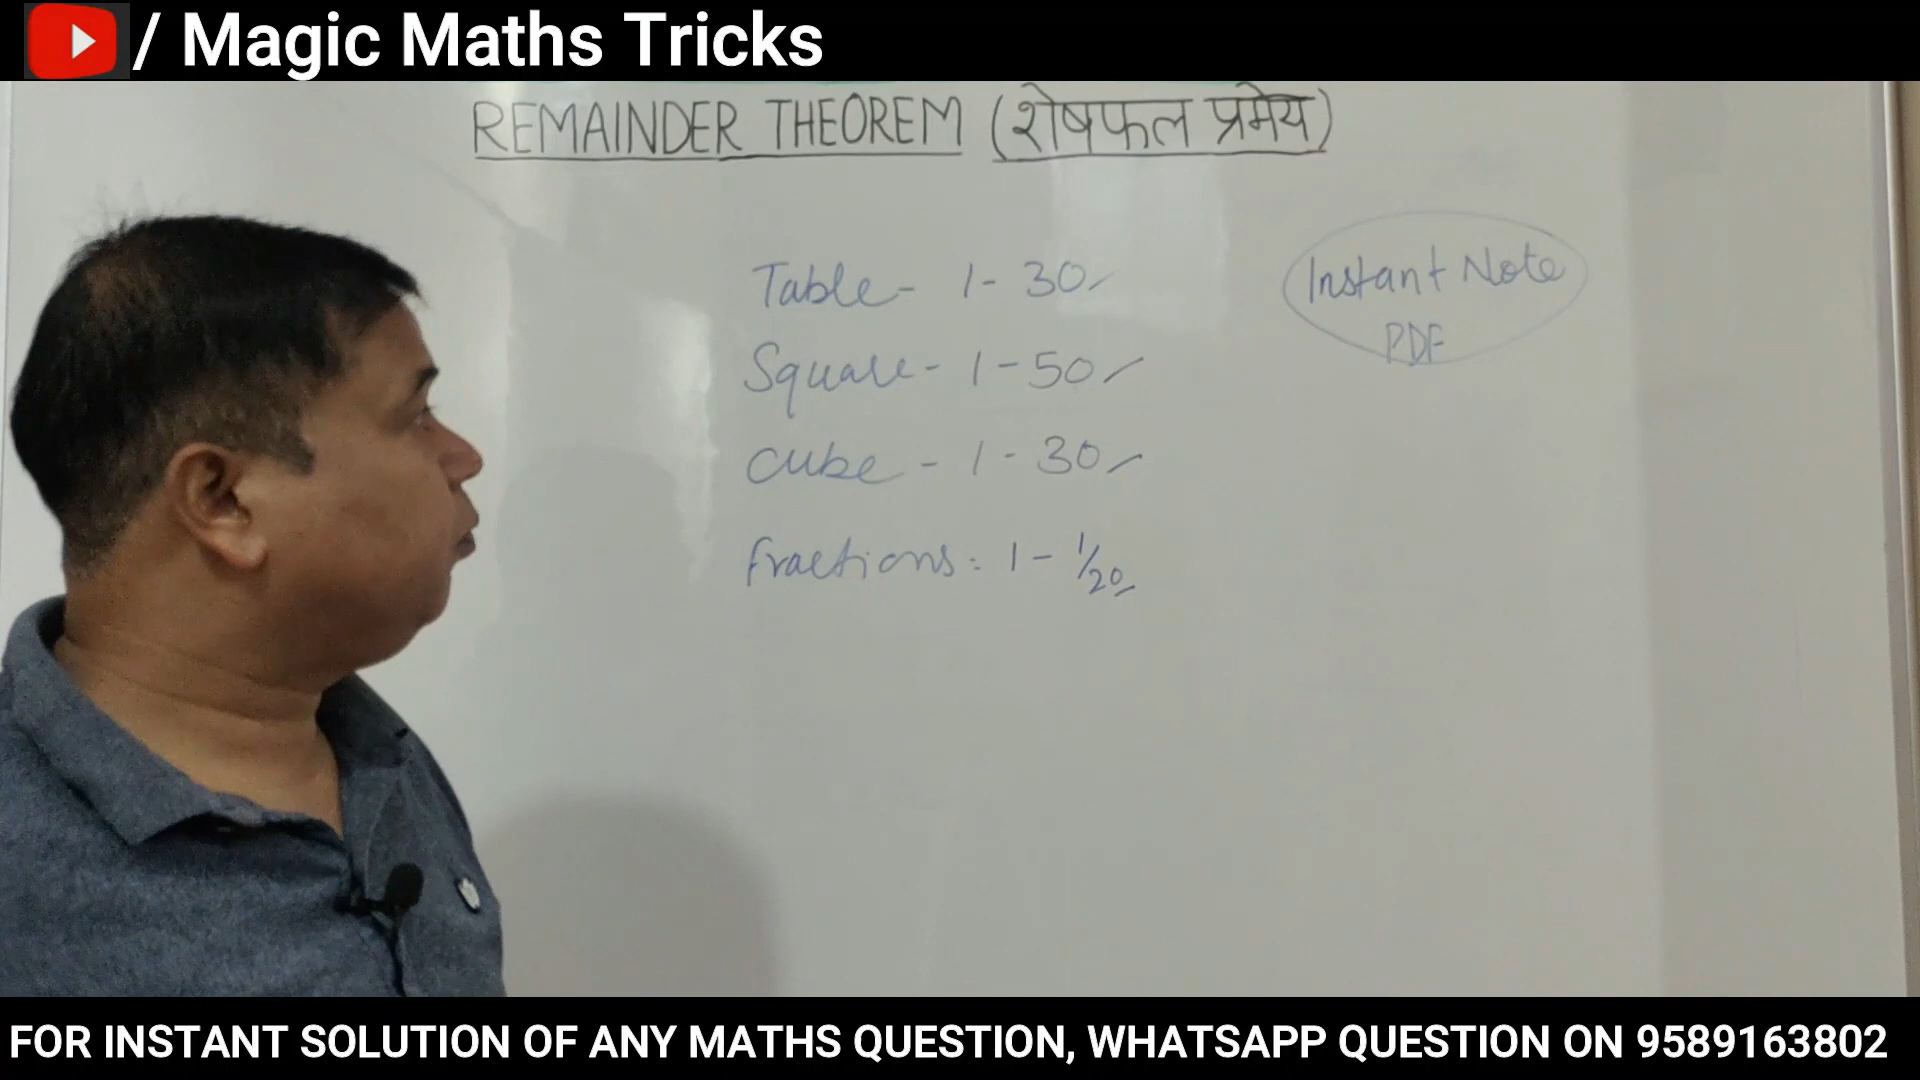 / Magic Maths Tricks
REMAINDER THEOREM (शेषफल प्रमेय)
Table - 1 - 30
Square - 1 - 50
Cube - 1 - 30
Fractions: 1 - 1/20
Instant Note
PDF
FOR INSTANT SOLUTION OF ANY MATHS QUESTION, WHATSAPP QUESTION ON 9589163802